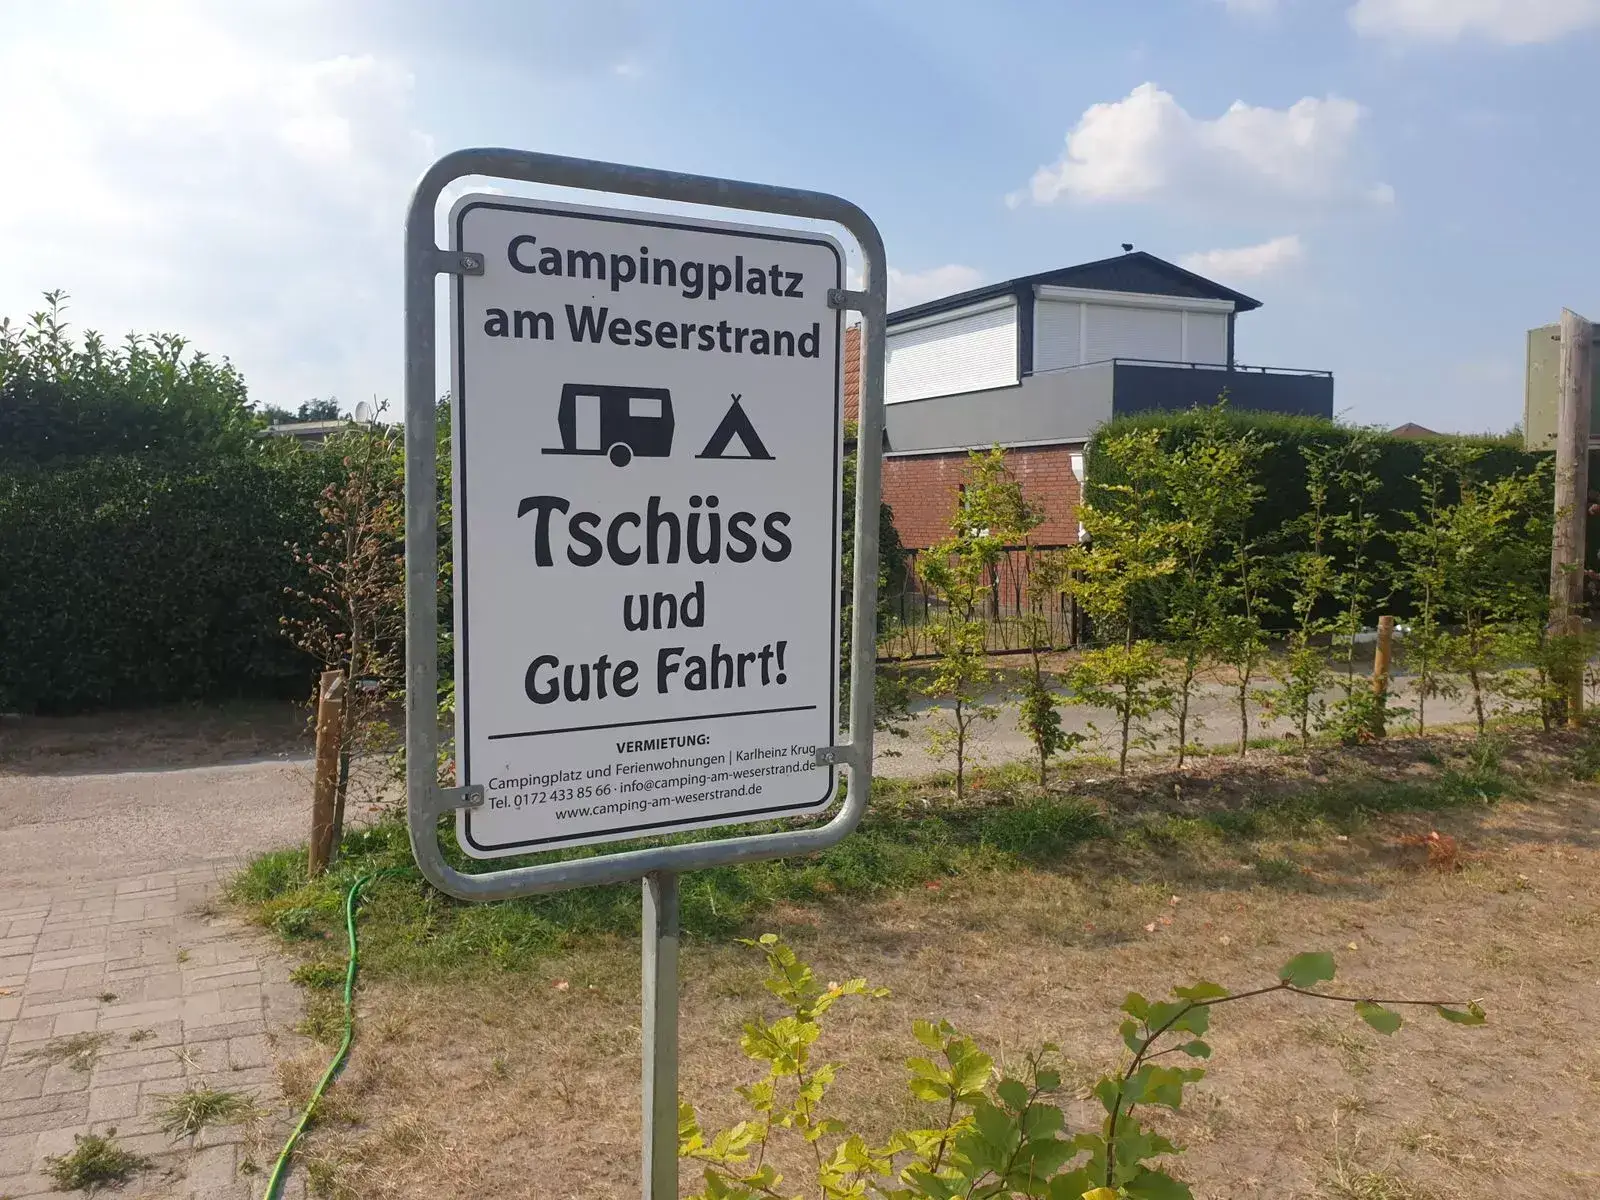 Campingplatz
am Weserstrand
Tschüss
und
Gute Fahrt!
VERMIETUNG:
Campingplatz und Ferienwohnungen | Karlheinz Krug
Tel. 0172 433 85 66 · info@camping-am-weserstrand.de
www.camping-am-weserstrand.de